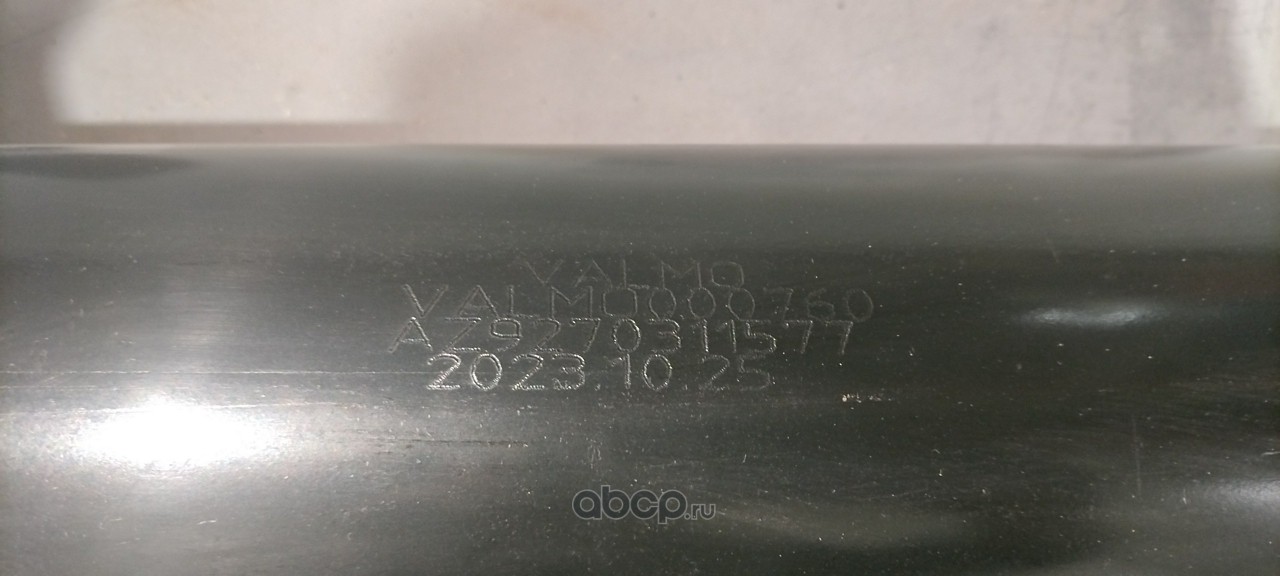 VALMO
VALMO000760
AZ9270311577
2023.10.25
abcp.ru